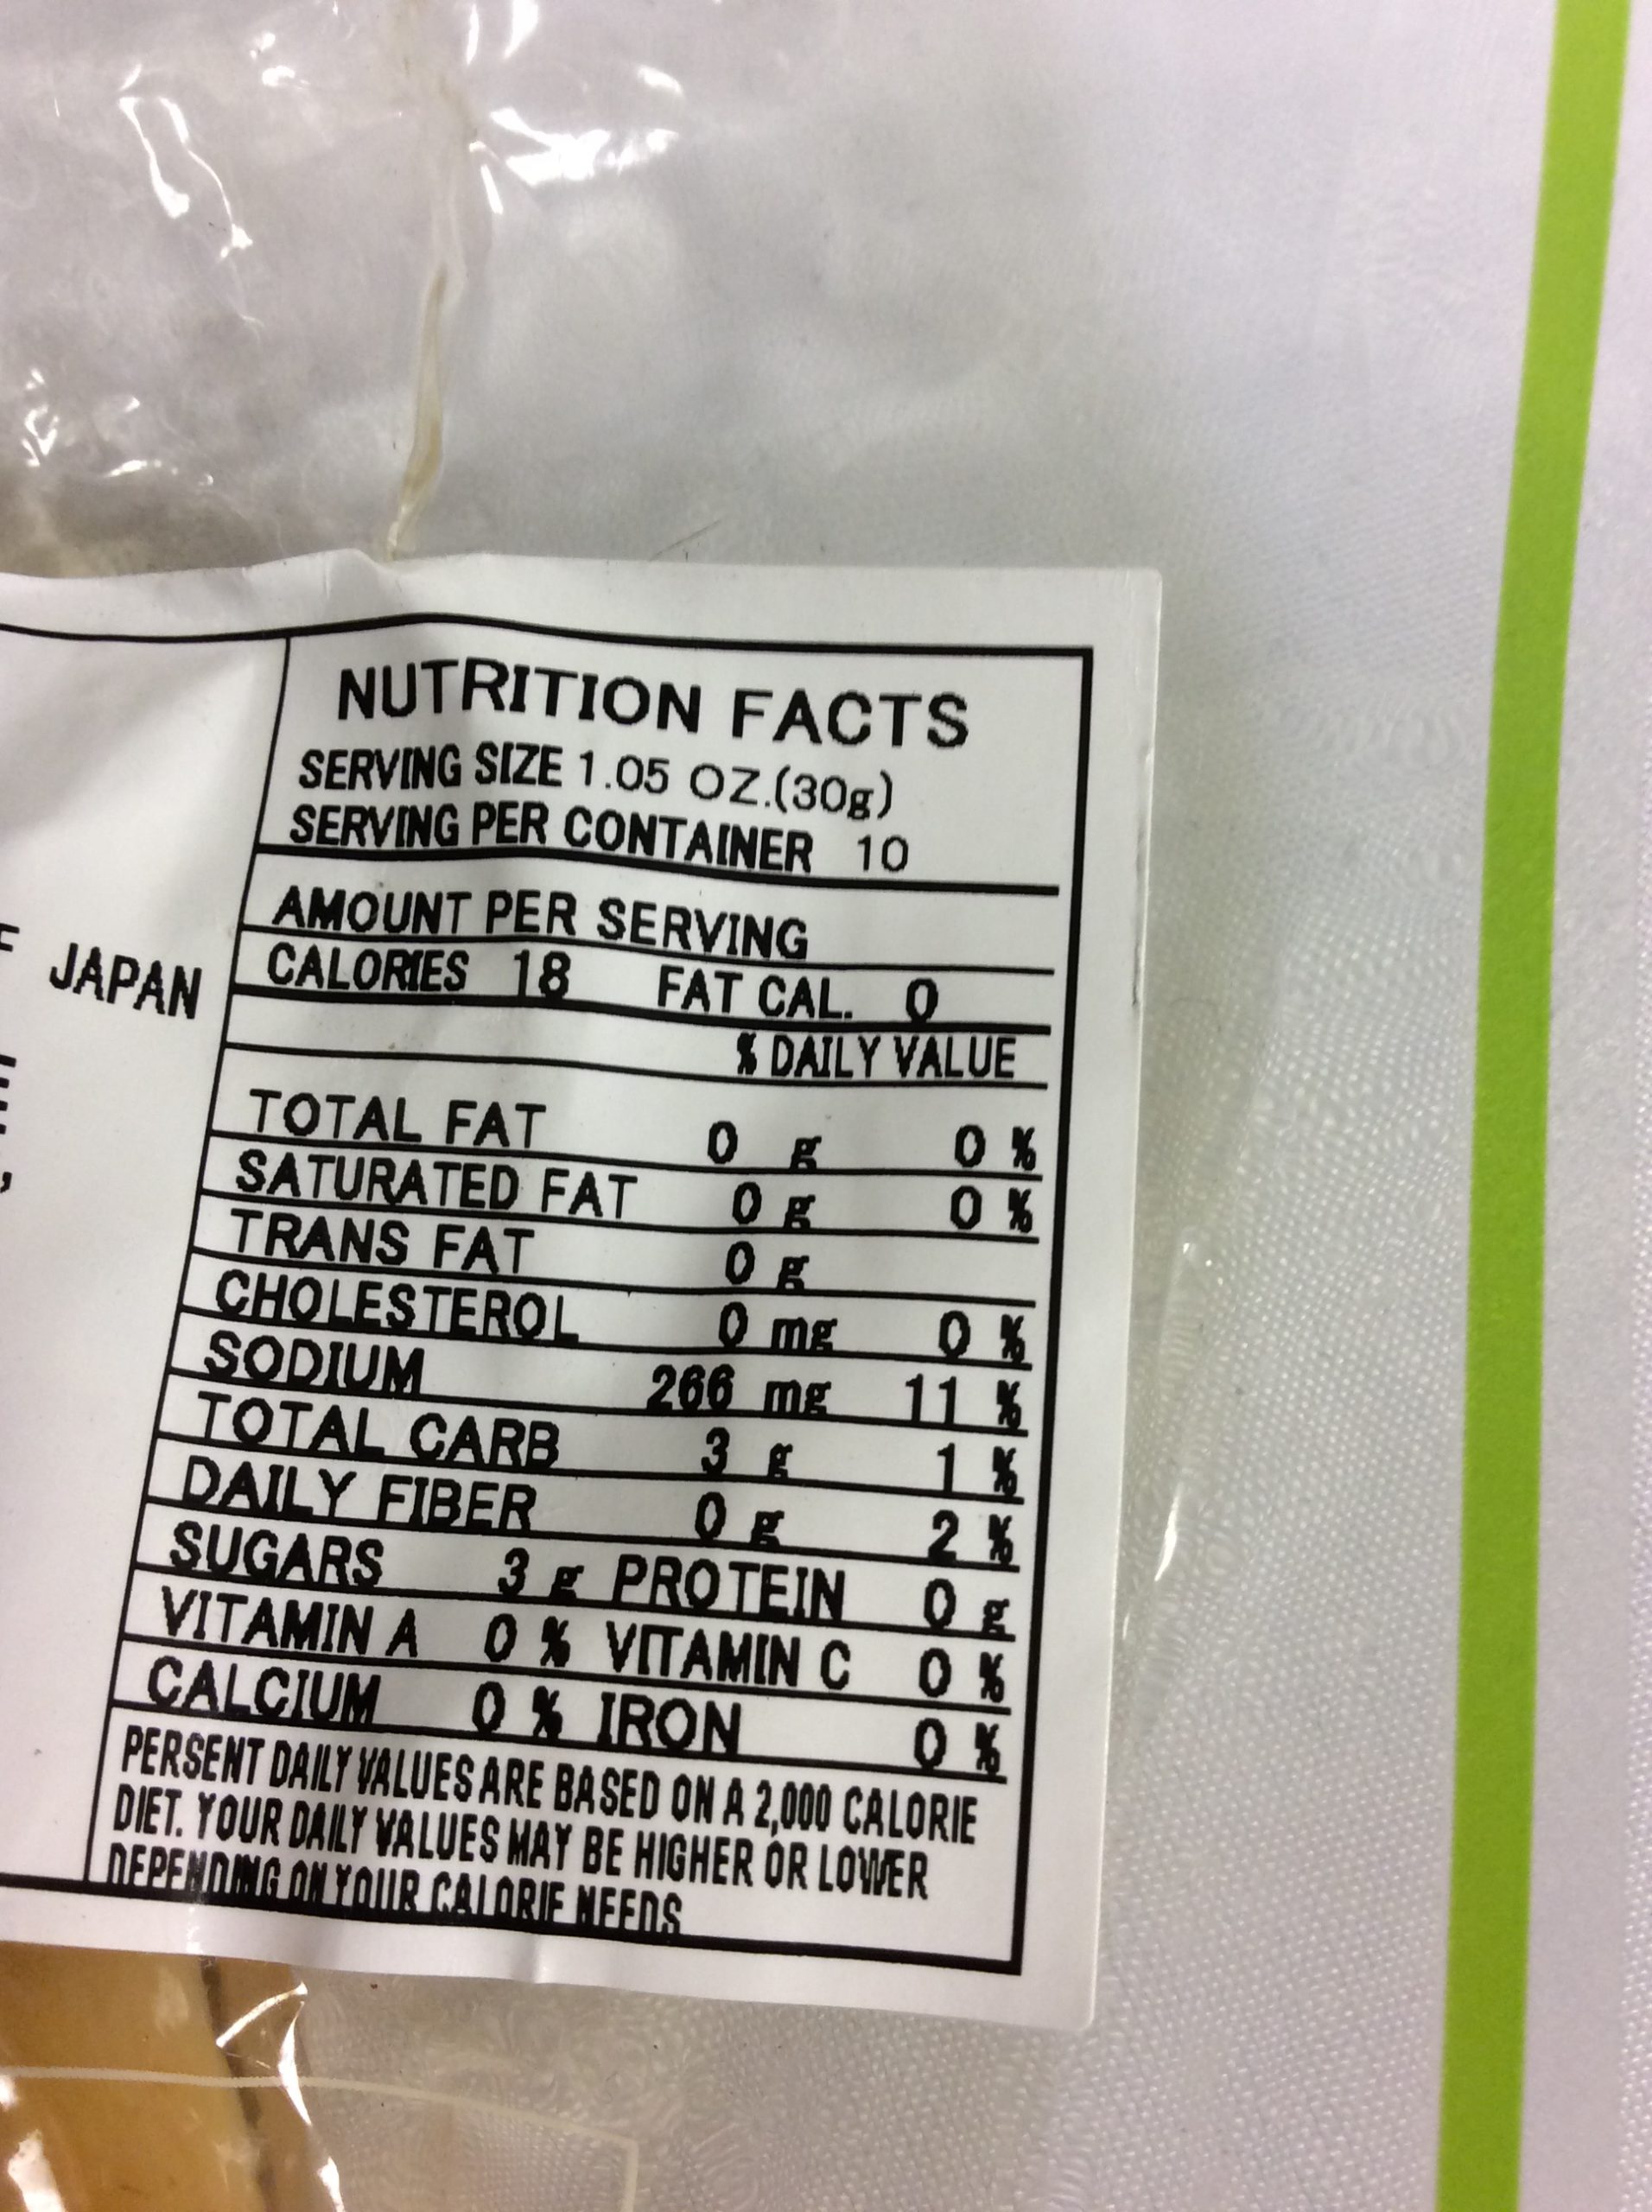 NUTRITION FACTS
SERVING SIZE 1.05 OZ.(30g)
SERVING PER CONTAINER 10
AMOUNT PER SERVING
CALORIES 18 FAT CAL. 0
% DAILY VALUE
TOTAL FAT 0 g 0 %
SATURATED FAT 0 g 0 %
TRANS FAT 0 g
CHOLESTEROL 0 mg 0 %
SODIUM 266 mg 11 %
TOTAL CARB 3 g 1 %
DAILY FIBER 0 g 2 %
SUGARS 3 g PROTEIN 0 g
VITAMIN A 0 % VITAMIN C 0 %
CALCIUM 0 % IRON 0 %
PERSENT DAILY VALUES ARE BASED ON A 2,000 CALORIE
DIET. YOUR DAILY VALUES MAY BE HIGHER OR LOWER
DEPENDING ON YOUR CALORIE NEEDS
JAPAN